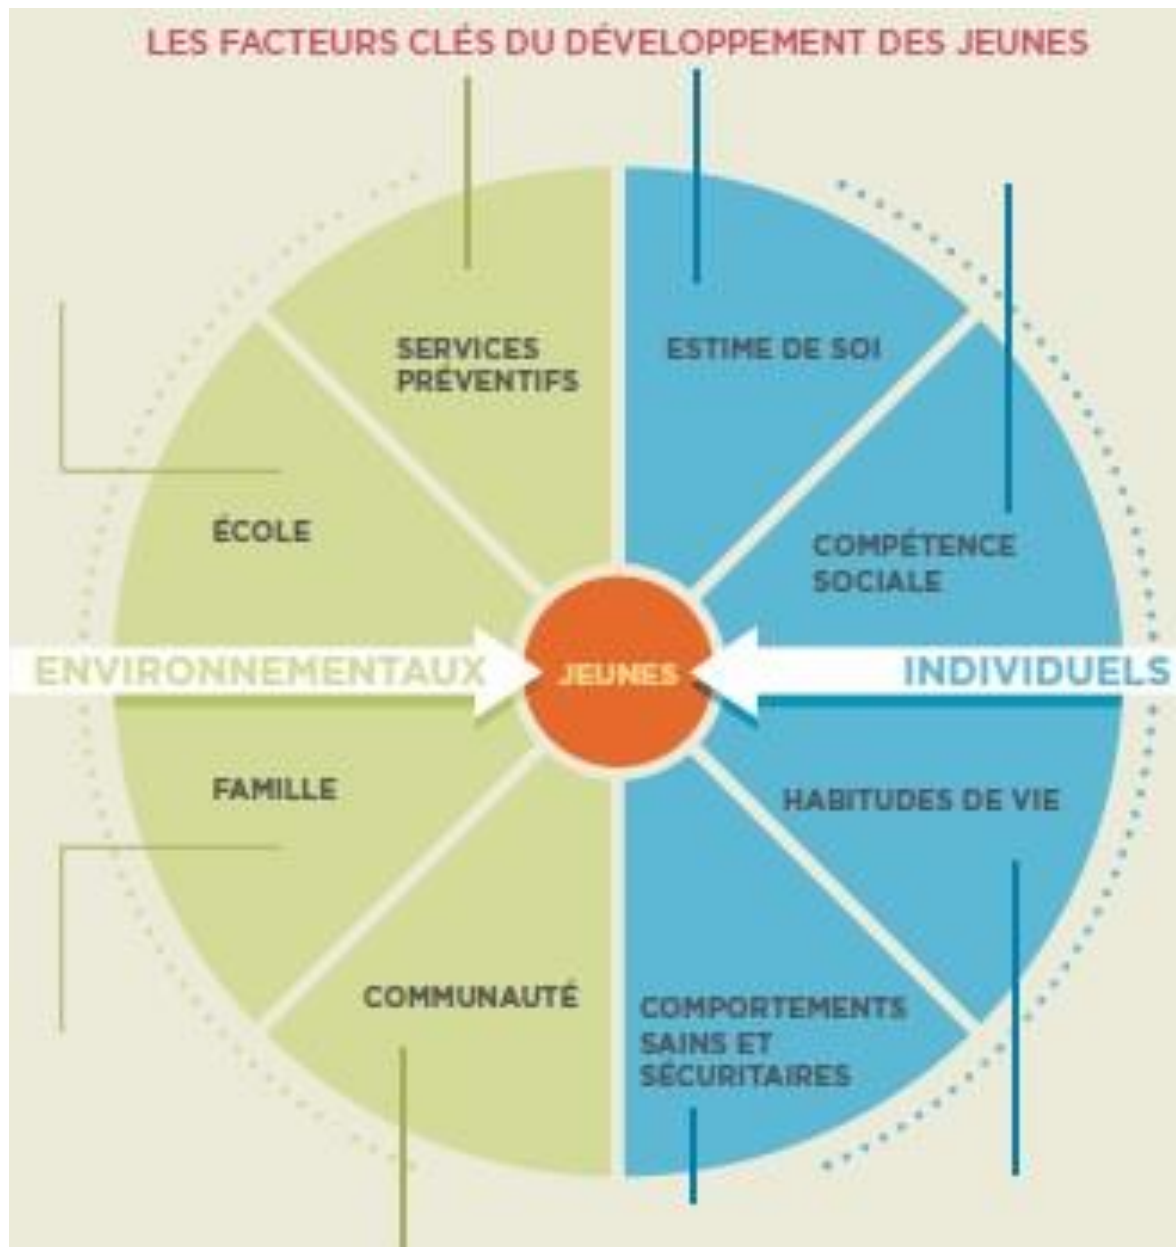 LES FACTEURS CLÉS DU DÉVELOPPEMENT DES JEUNES
SERVICES
PRÉVENTIFS
ESTIME DE SOI
ÉCOLE
COMPÉTENCE
SOCIALE
ENVIRONNEMENTAUX
JEUNES
INDIVIDUELS
FAMILLE
HABITUDES DE VIE
COMMUNAUTÉ
COMPORTEMENTS
SAINS ET
SÉCURITAIRES